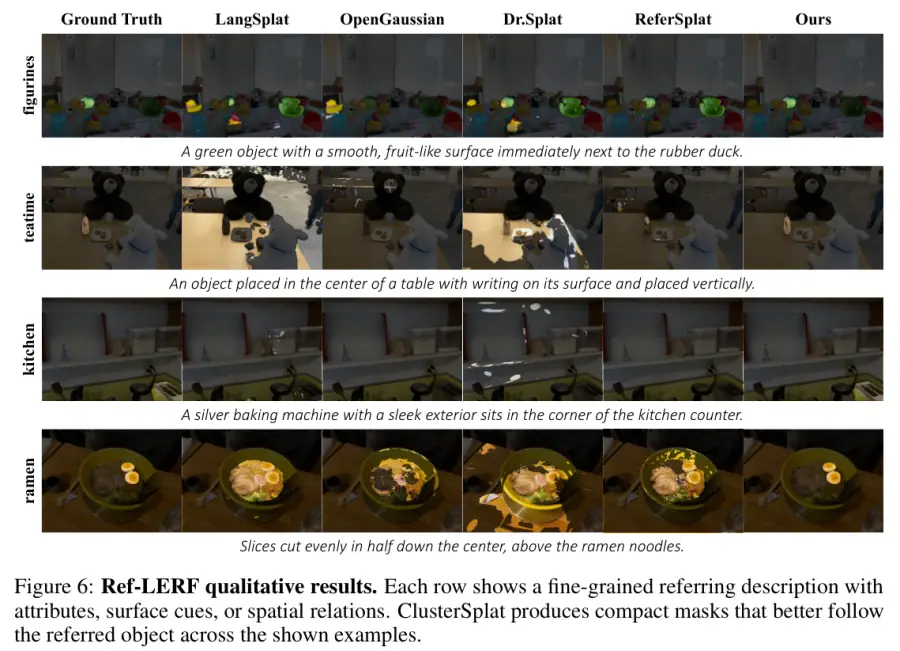 Ground Truth LangSplat OpenGaussian Dr.Splat ReferSplat Ours
figurines
A green object with a smooth, fruit-like surface immediately next to the rubber duck.
teatime
An object placed in the center of a table with writing on its surface and placed vertically.
kitchen
A silver baking machine with a sleek exterior sits in the corner of the kitchen counter.
ramen
Slices cut evenly in half down the center, above the ramen noodles.
Figure 6: Ref-LERF qualitative results. Each row shows a fine-grained referring description with
attributes, surface cues, or spatial relations. ClusterSplat produces compact masks that better follow
the referred object across the shown examples.